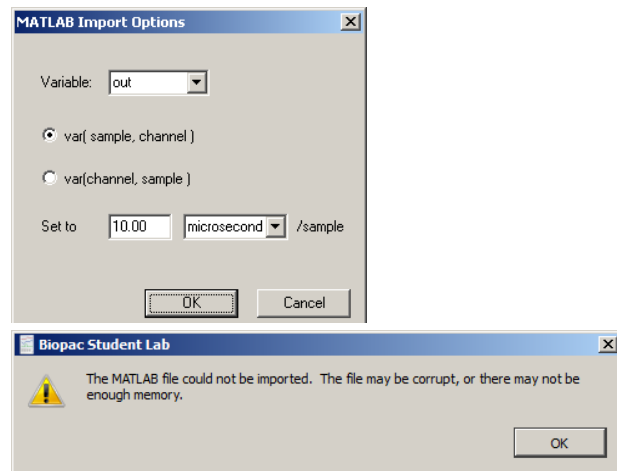 MATLAB Import Options
Variable: out
var( sample, channel )
var(channel, sample )
Set to 10.00 microsecond /sample
OK Cancel
Biopac Student Lab
The MATLAB file could not be imported. The file may be corrupt, or there may not be
enough memory.
OK